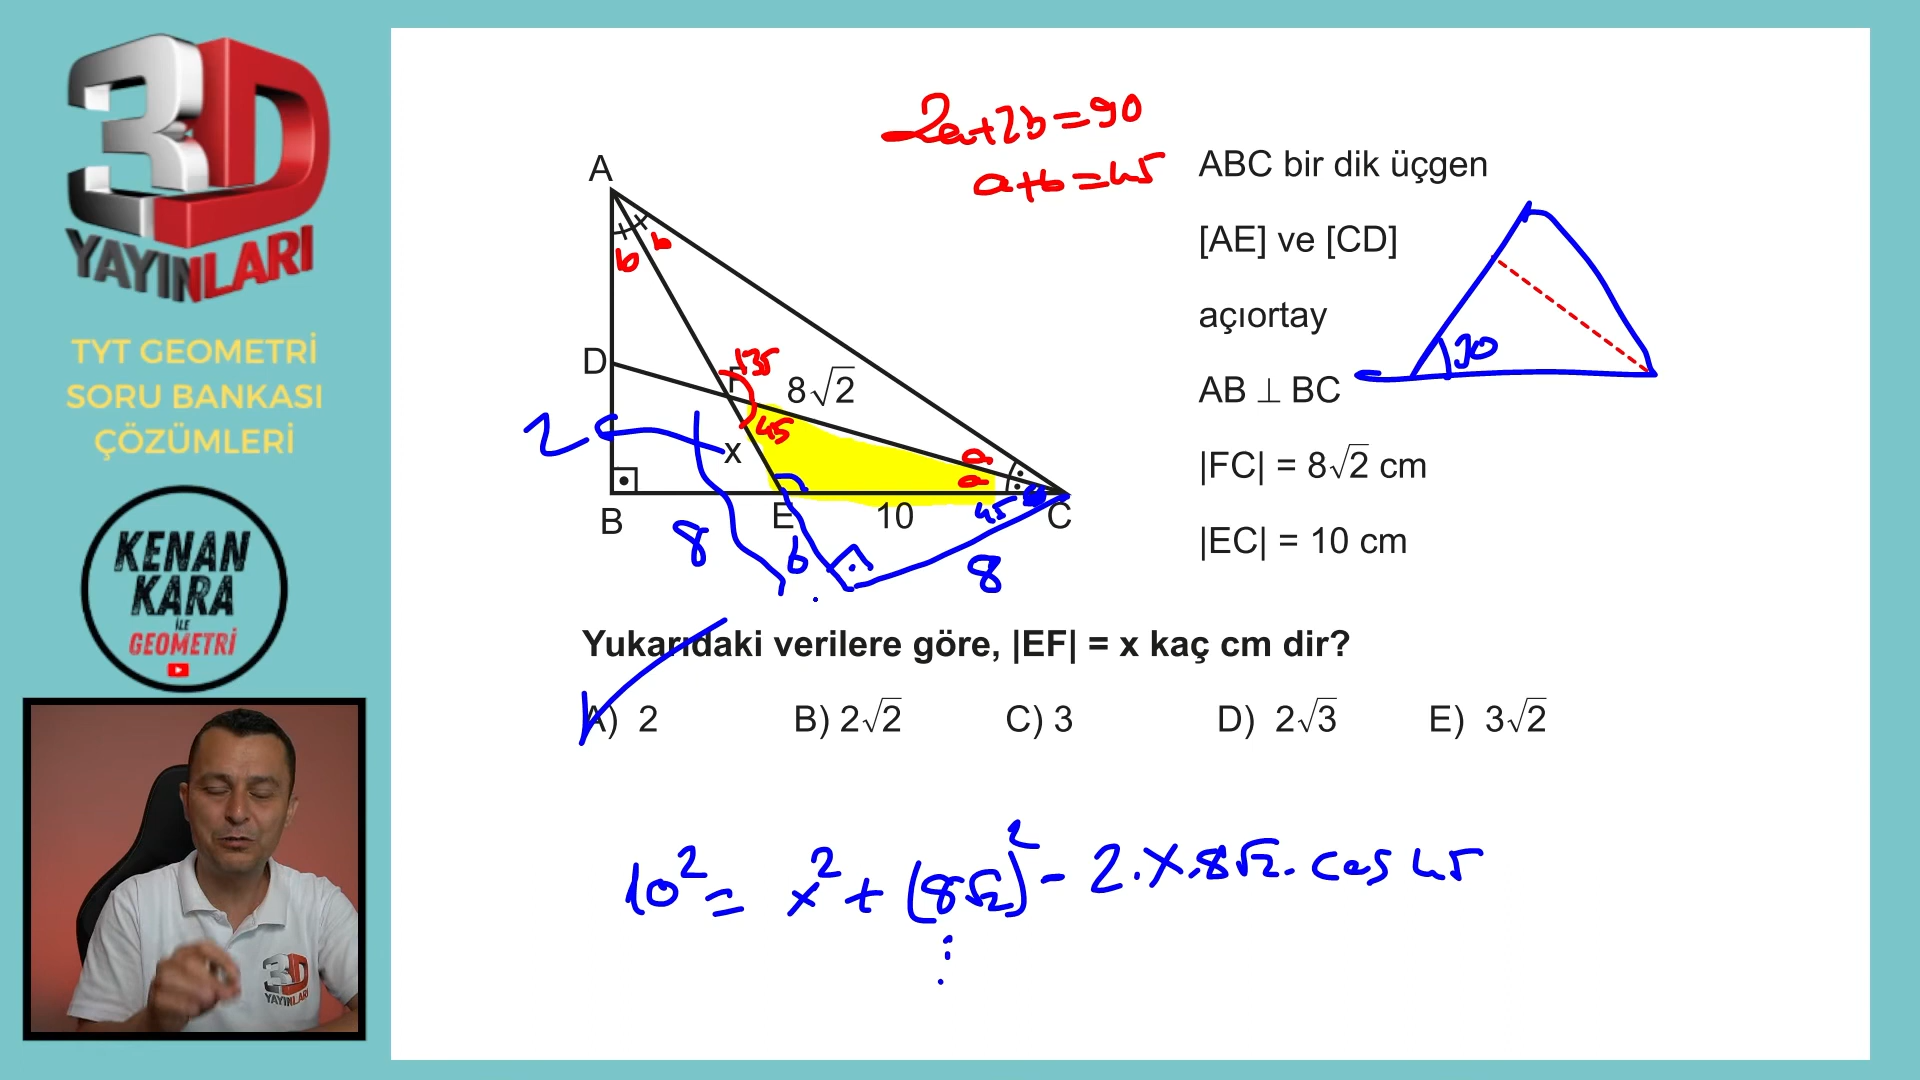 3D
YAYINLARI
TYT GEOMETRİ
SORU BANKASI
ÇÖZÜMLERİ
KENAN
KARA
İLE
GEOMETRİ
3D
YAYINLARI
2a+2b=90
a+b=45
A
b
b
D
135
F
8√2
45
x
2
a
a
45
B
E
10
C
8
6
8
ABC bir dik üçgen
[AE] ve [CD]
açıortay
AB ⊥ BC
|FC| = 8√2 cm
|EC| = 10 cm
30
Yukarıdaki verilere göre, |EF| = x kaç cm dir?
A) 2 B) 2√2 C) 3 D) 2√3 E) 3√2
10² = x² + (8√2)² - 2.x.8√2.cos45